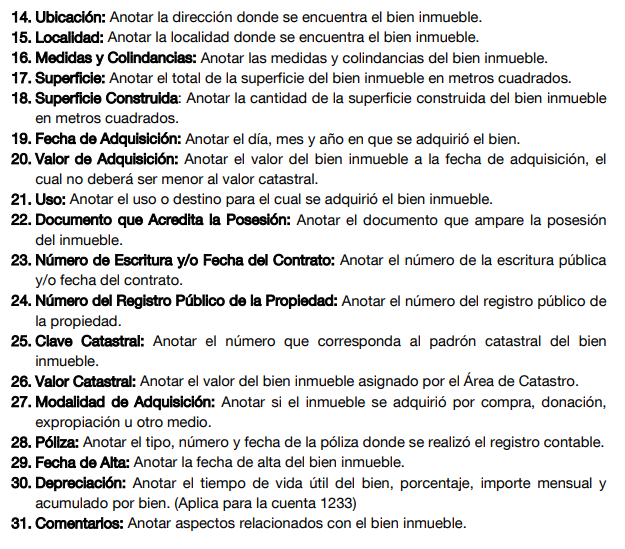 14. Ubicación: Anotar la dirección donde se encuentra el bien inmueble.
15. Localidad: Anotar la localidad donde se encuentra el bien inmueble.
16. Medidas y Colindancias: Anotar las medidas y colindancias del bien inmueble.
17. Superficie: Anotar el total de la superficie del bien inmueble en metros cuadrados.
18. Superficie Construida: Anotar la cantidad de la superficie construida del bien inmueble
en metros cuadrados.
19. Fecha de Adquisición: Anotar el día, mes y año en que se adquirió el bien.
20. Valor de Adquisición: Anotar el valor del bien inmueble a la fecha de adquisición, el
cual no deberá ser menor al valor catastral.
21. Uso: Anotar el uso o destino para el cual se adquirió el bien inmueble.
22. Documento que Acredita la Posesión: Anotar el documento que ampare la posesión
del inmueble.
23. Número de Escritura y/o Fecha del Contrato: Anotar el número de la escritura pública
y/o fecha del contrato.
24. Número del Registro Público de la Propiedad: Anotar el número del registro público de
la propiedad.
25. Clave Catastral: Anotar el número que corresponda al padrón catastral del bien
inmueble.
26. Valor Catastral: Anotar el valor del bien inmueble asignado por el Área de Catastro.
27. Modalidad de Adquisición: Anotar si el inmueble se adquirió por compra, donación,
expropiación u otro medio.
28. Póliza: Anotar el tipo, número y fecha de la póliza donde se realizó el registro contable.
29. Fecha de Alta: Anotar la fecha de alta del bien inmueble.
30. Depreciación: Anotar el tiempo de vida útil del bien, porcentaje, importe mensual y
acumulado por bien. (Aplica para la cuenta 1233)
31. Comentarios: Anotar aspectos relacionados con el bien inmueble.